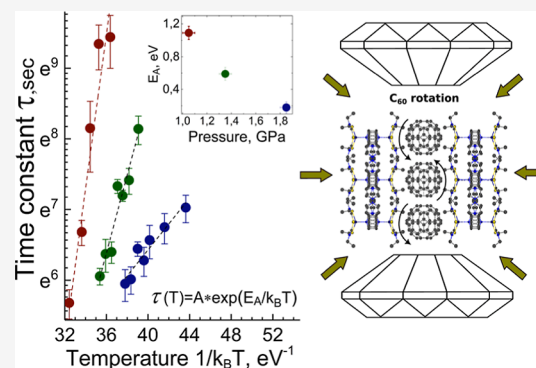 Time constant τ,sec
e⁹
e⁸
e⁷
e⁶
32 36 40 44 48 52
Temperature 1/k_BT, eV⁻¹
τ(T)=A*exp(E_A/k_BT)
E_A, eV
1,2
0,8
0,4
1,0 1,2 1,4 1,6 1,8
Pressure, GPa
C₆₀ rotation